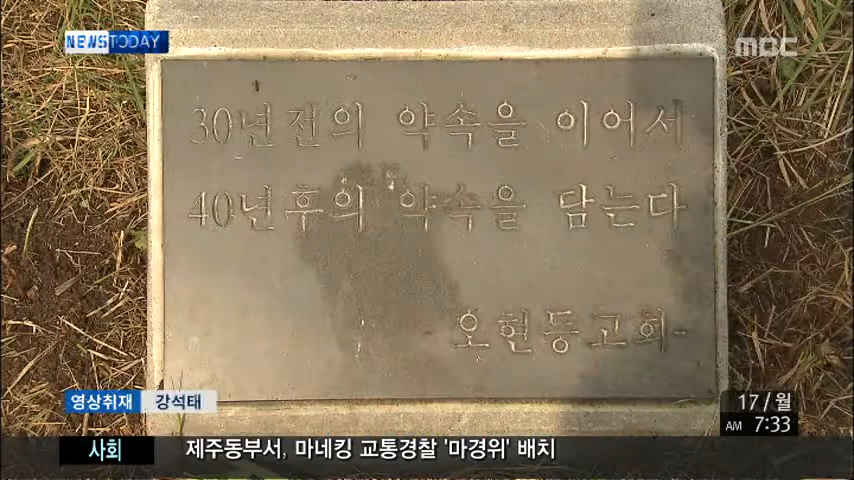 NEWS TODAY
MBC
30년전의 약속을 이어서
40년후의 약속을 담는다
오현등고회-
영상취재 강석태
17/월
AM 7:33
사회 제주동부서, 마네킹 교통경찰 '마경위' 배치